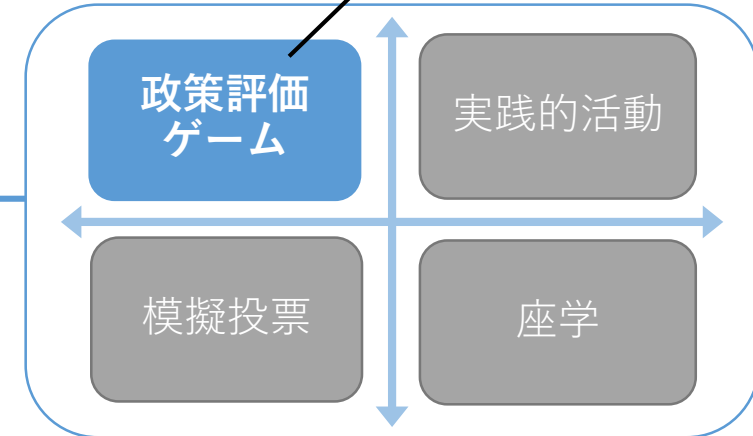 政策評価
ゲーム
実践的活動
模擬投票
座学